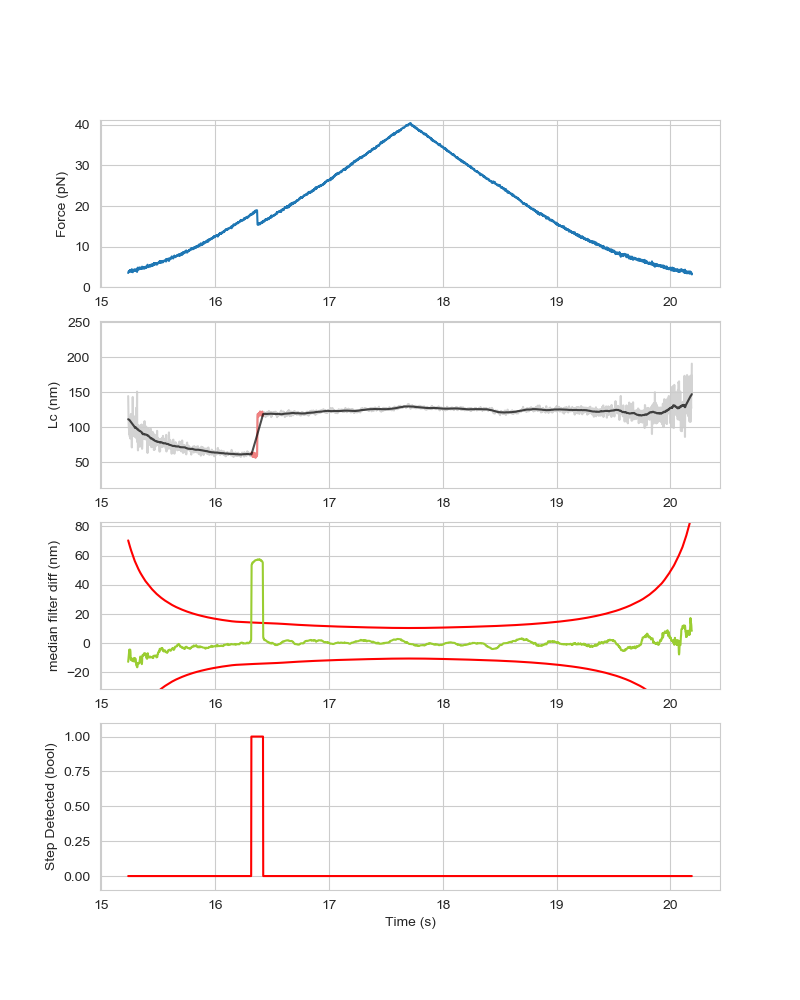 40
30
20
10
0
Force (pN)
15 16 17 18 19 20
250
200
150
100
50
Lc (nm)
15 16 17 18 19 20
80
60
40
20
0
−20
median filter diff (nm)
15 16 17 18 19 20
1.00
0.75
0.50
0.25
0.00
Step Detected (bool)
15 16 17 18 19 20
Time (s)